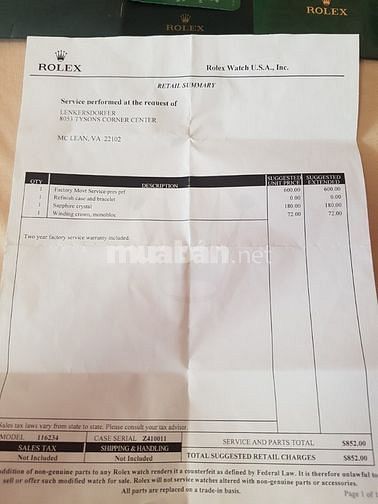 ROLEX
ROLEX
Rolex Watch U.S.A., Inc.
RETAIL SUMMARY
Service performed at the request of
LENKERSDORFER
8051 TYSONS CORNER CENTER
MC LEAN, VA 22102
QTY DESCRIPTION SUGGESTED UNIT PRICE SUGGESTED EXTENDED
1 Factory Movt Service-pres prf 600.00 600.00
1 Refinish case and bracelet 0.00 0.00
1 Sapphire crystal 180.00 180.00
1 Winding crown, monobloc 72.00 72.00
Two year factory service warranty included.
muaban.net
Sales tax laws vary from state to state. Please consult your tax advisor.
MODEL 116234 CASE SERIAL Z410011 SERVICE AND PARTS TOTAL $852.00
SALES TAX SHIPPING & HANDLING
Not Included Not Included TOTAL SUGGESTED RETAIL CHARGES $852.00
Page 1 of
addition of non-genuine parts to any Rolex watch renders it a counterfeit as defined by Federal Law. It is therefore unlawful to
sell or offer such modified watch for sale. Rolex will not service watches altered with non-genuine parts or accessories.
All parts are replaced on a trade-in basis.